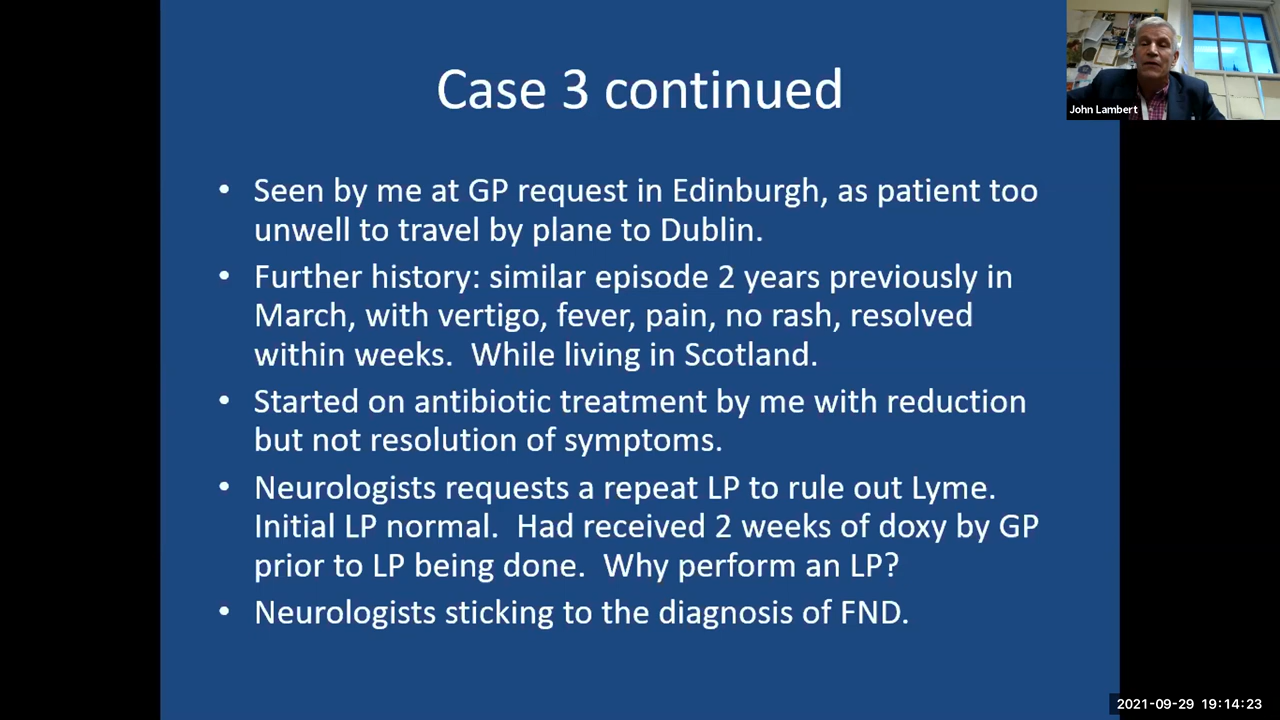 Case 3 continued
John Lambert
• Seen by me at GP request in Edinburgh, as patient too
unwell to travel by plane to Dublin.
• Further history: similar episode 2 years previously in
March, with vertigo, fever, pain, no rash, resolved
within weeks.  While living in Scotland.
• Started on antibiotic treatment by me with reduction
but not resolution of symptoms.
• Neurologists requests a repeat LP to rule out Lyme.
Initial LP normal.  Had received 2 weeks of doxy by GP
prior to LP being done.  Why perform an LP?
• Neurologists sticking to the diagnosis of FND.
2021-09-29 19:14:23